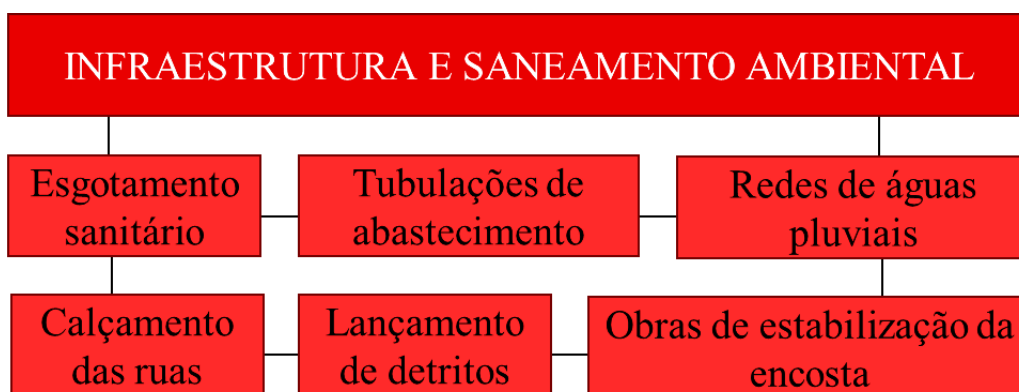 INFRAESTRUTURA E SANEAMENTO AMBIENTAL
Esgotamento
sanitário
Tubulações de
abastecimento
Redes de águas
pluviais
Calçamento
das ruas
Lançamento
de detritos
Obras de estabilização da
encosta